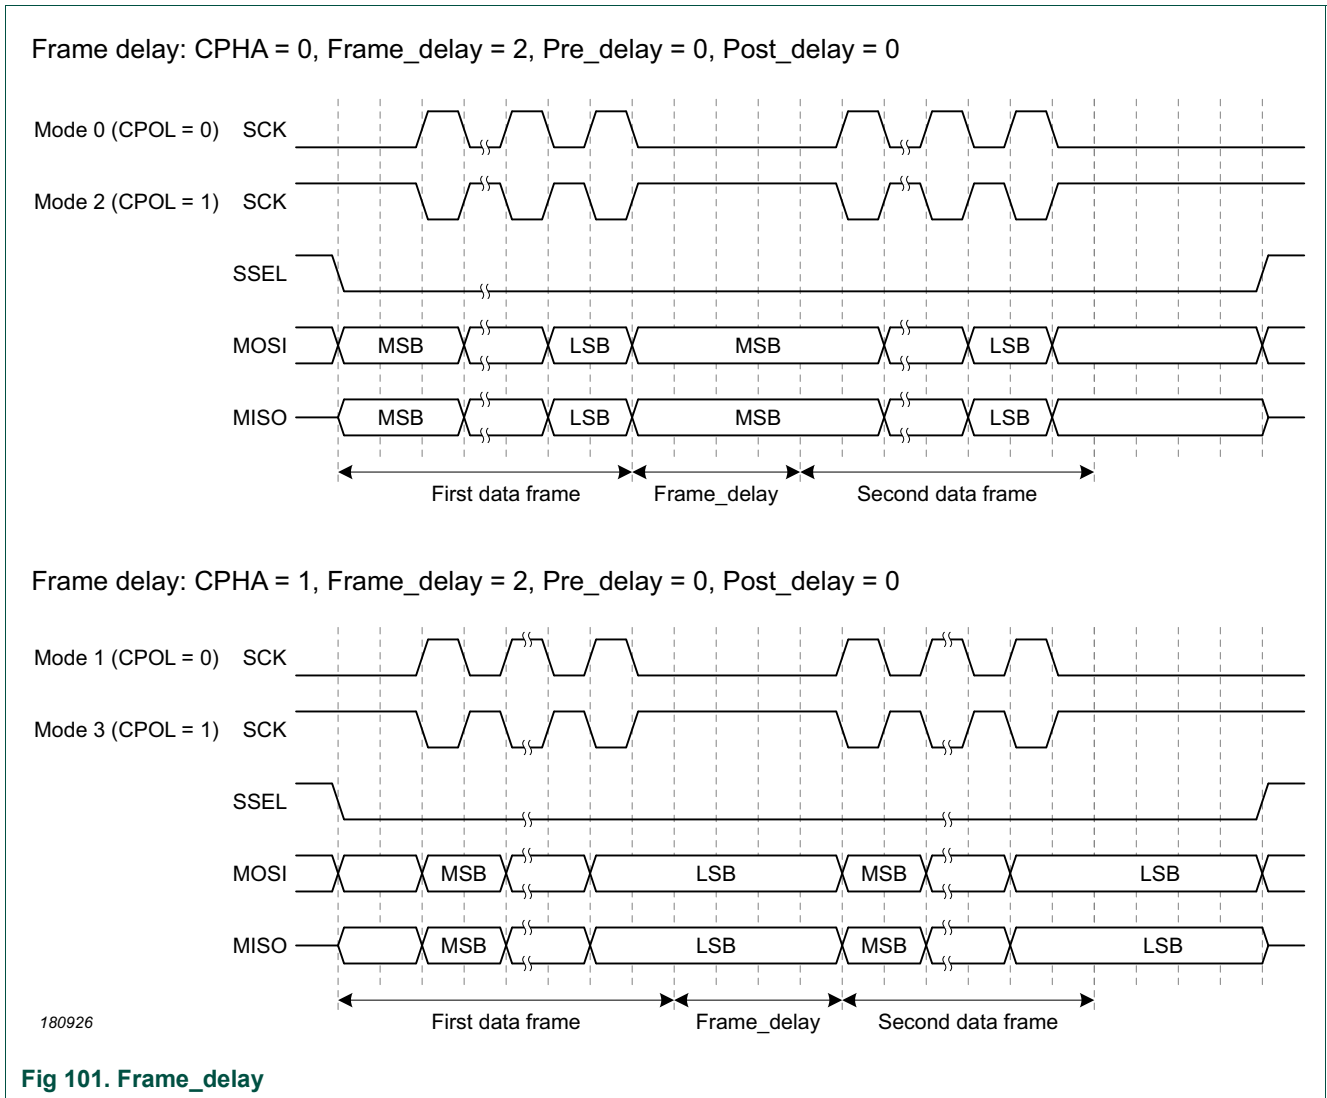 Frame delay: CPHA = 0, Frame_delay = 2, Pre_delay = 0, Post_delay = 0
Mode 0 (CPOL = 0) SCK
Mode 2 (CPOL = 1) SCK
SSEL
MOSI MSB LSB MSB LSB
MISO MSB LSB MSB LSB
First data frame Frame_delay Second data frame
Frame delay: CPHA = 1, Frame_delay = 2, Pre_delay = 0, Post_delay = 0
Mode 1 (CPOL = 0) SCK
Mode 3 (CPOL = 1) SCK
SSEL
MOSI MSB LSB MSB LSB
MISO MSB LSB MSB LSB
First data frame Frame_delay Second data frame
180926
Fig 101. Frame_delay